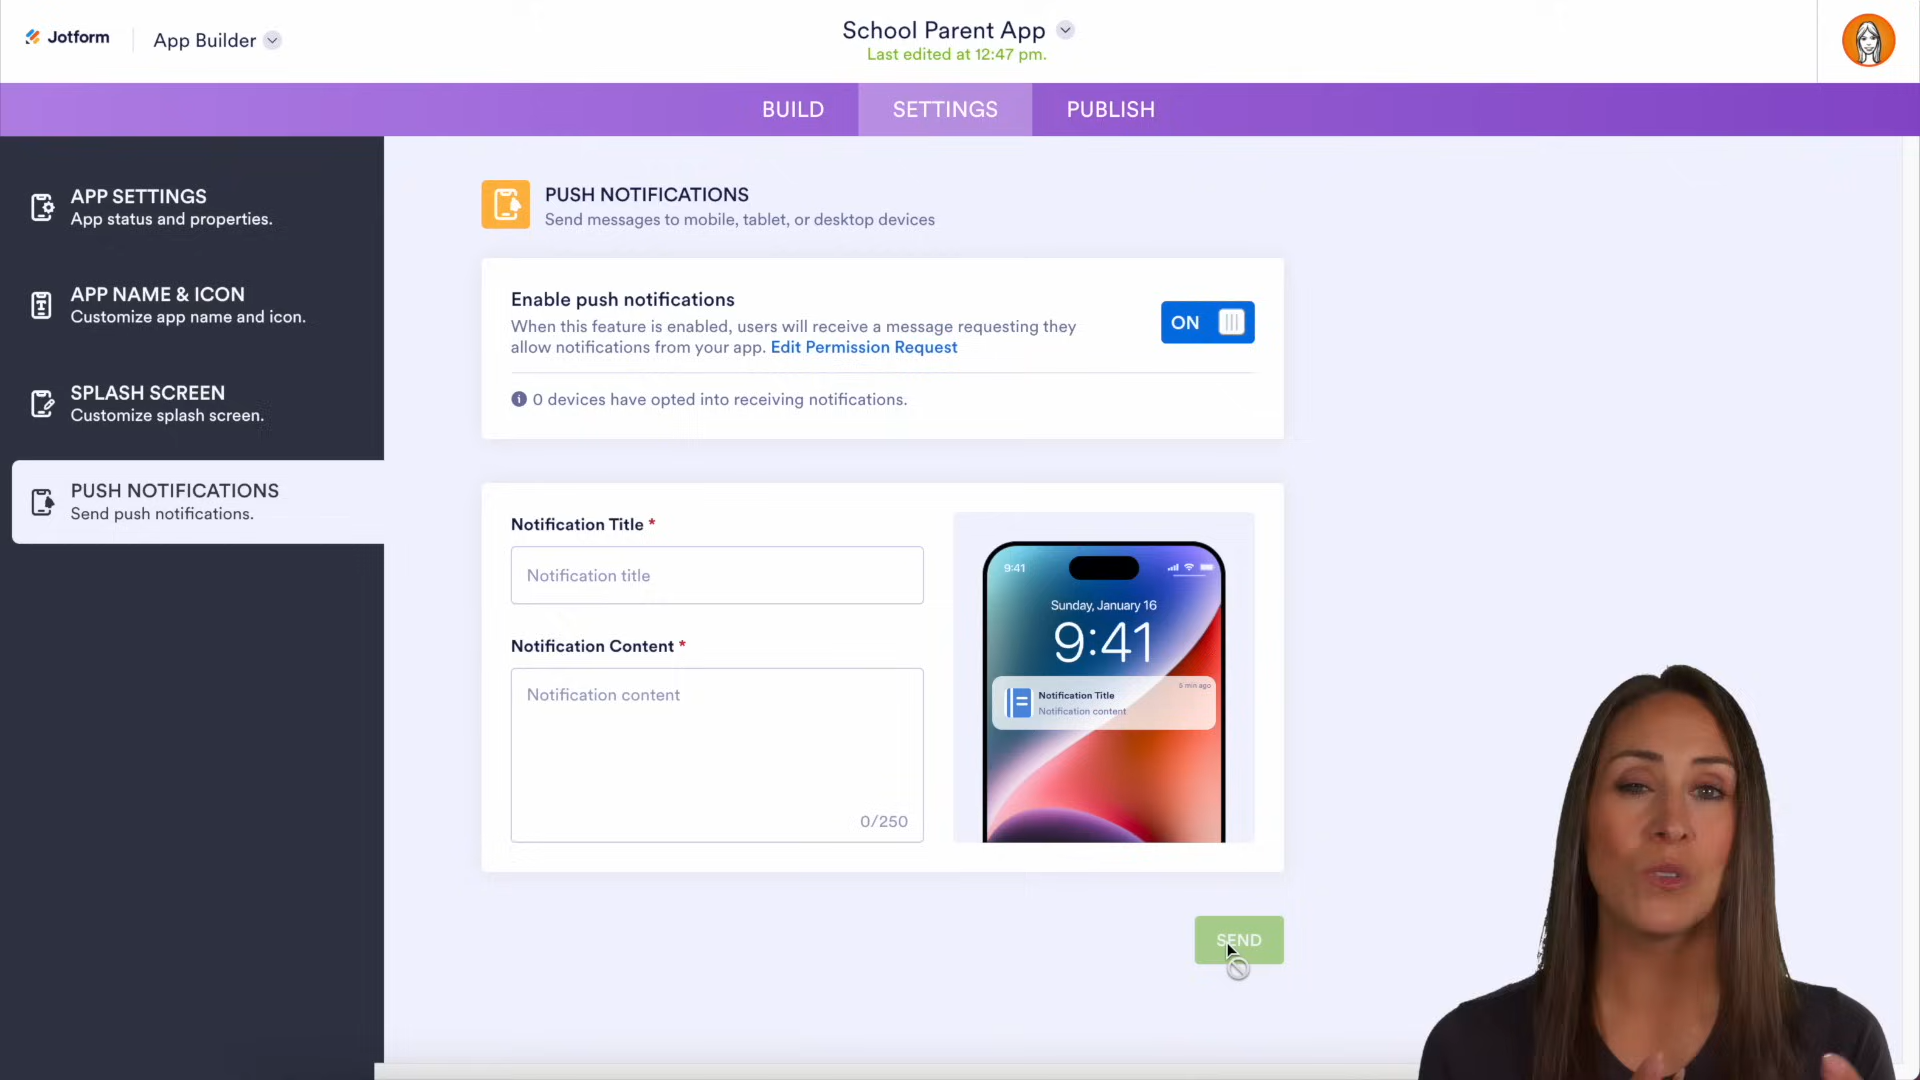 Jotform
App Builder
School Parent App
Last edited at 12:47 pm.
BUILD
SETTINGS
PUBLISH
APP SETTINGS
App status and properties.
APP NAME & ICON
Customize app name and icon.
SPLASH SCREEN
Customize splash screen.
PUSH NOTIFICATIONS
Send push notifications.
PUSH NOTIFICATIONS
Send messages to mobile, tablet, or desktop devices
Enable push notifications
When this feature is enabled, users will receive a message requesting they
allow notifications from your app. Edit Permission Request
ON
0 devices have opted into receiving notifications.
Notification Title *
Notification title
Notification Content *
Notification content
0/250
9:41
Sunday, January 16
9:41
Notification Title
min ago
Notification content
SEND